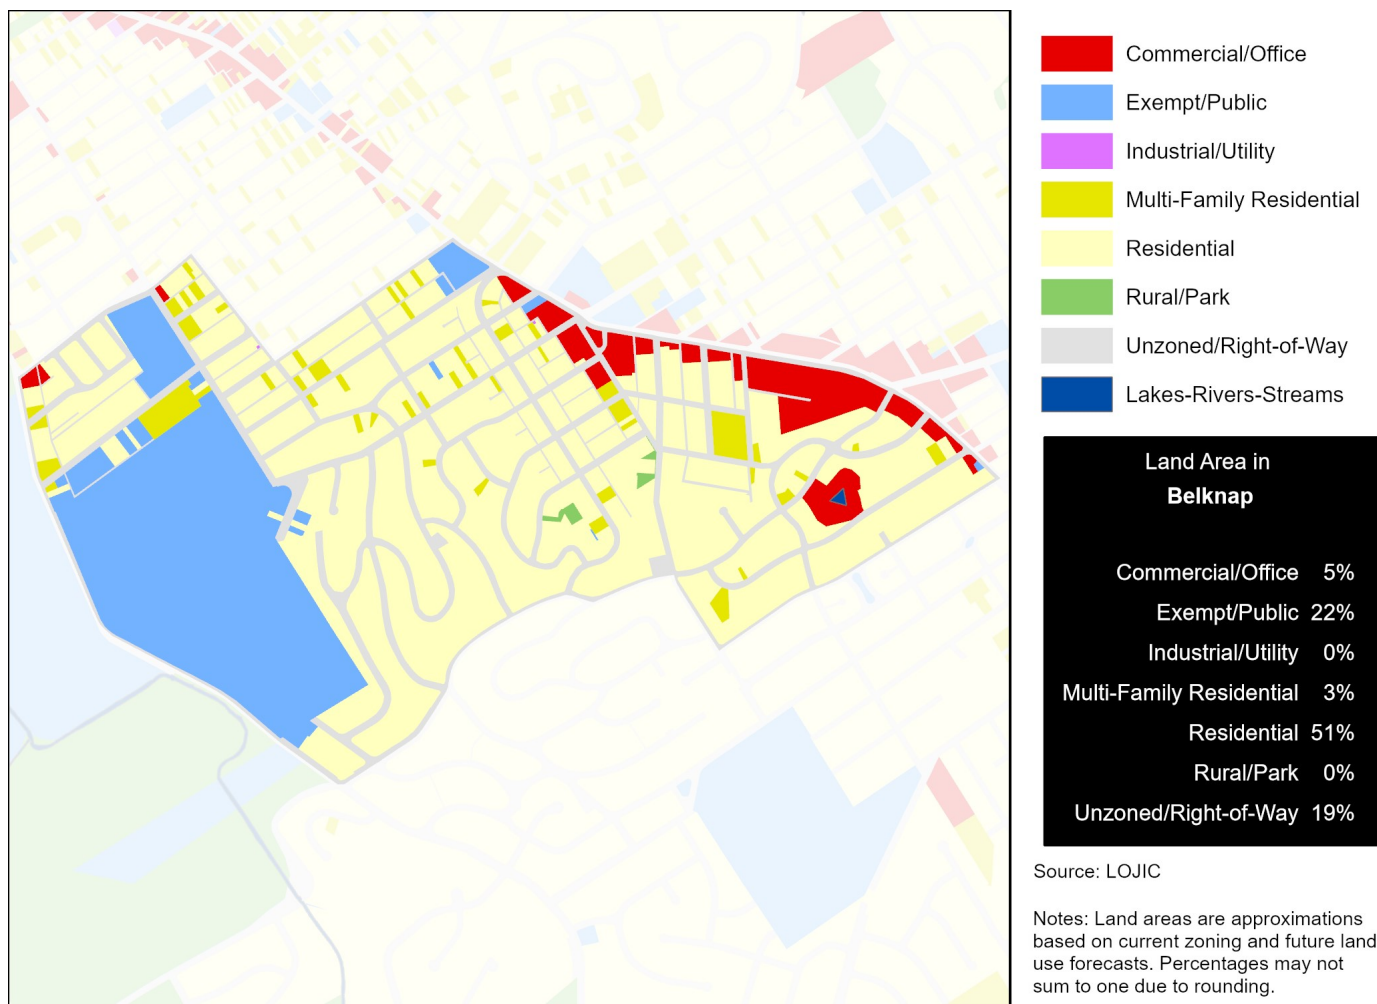 Commercial/Office
Exempt/Public
Industrial/Utility
Multi-Family Residential
Residential
Rural/Park
Unzoned/Right-of-Way
Lakes-Rivers-Streams
Land Area in
Belknap
Commercial/Office 5%
Exempt/Public 22%
Industrial/Utility 0%
Multi-Family Residential 3%
Residential 51%
Rural/Park 0%
Unzoned/Right-of-Way 19%
Source: LOJIC
Notes: Land areas are approximations
based on current zoning and future land
use forecasts. Percentages may not
sum to one due to rounding.